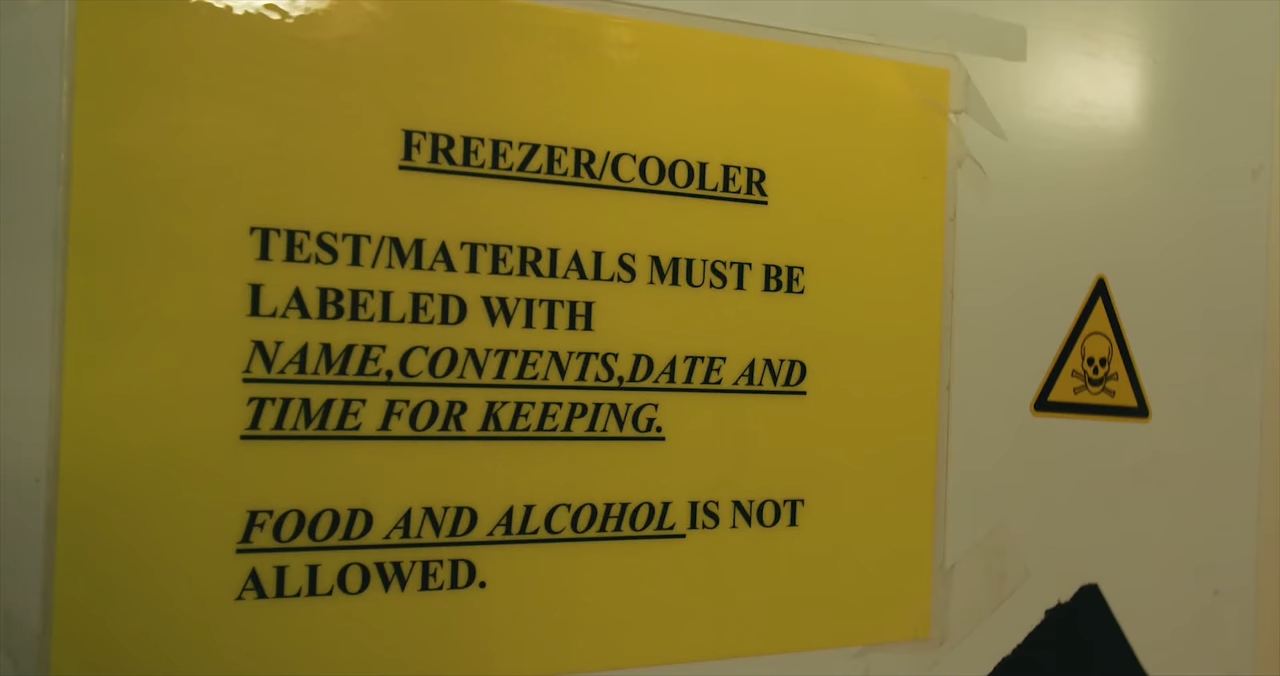 FREEZER/COOLER
TEST/MATERIALS MUST BE
LABELED WITH
NAME,CONTENTS,DATE AND
TIME FOR KEEPING.
FOOD AND ALCOHOL IS NOT
ALLOWED.